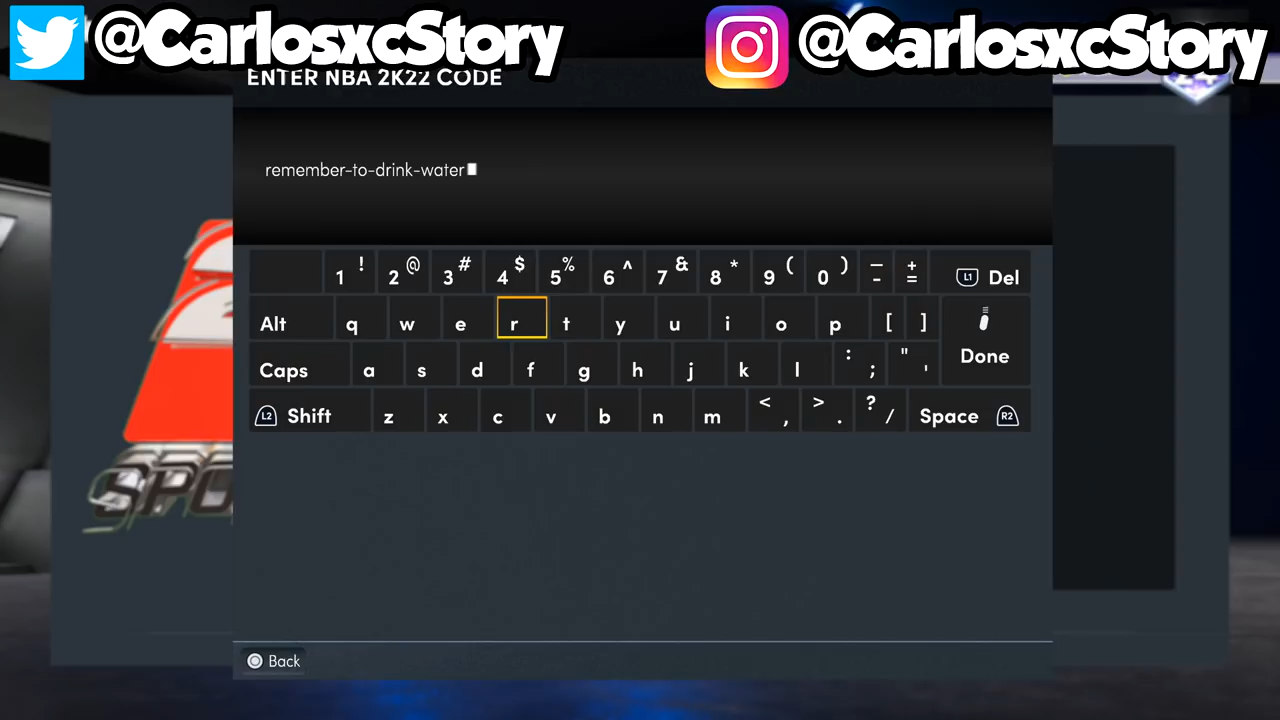 @CarlosxcStory
@CarlosxcStory
ENTER NBA 2K22 CODE
remember-to-drink-water
1 ! 2 @ 3 # 4 $ 5 % 6 ^ 7 & 8 * 9 ( 0 ) - _ = + L1 Del
Alt q w e r t y u i o p [ ]
Done
Caps a s d f g h j k l : ; " '
L2 Shift z x c v b n m < , > . ? / Space R2
SPO
Back